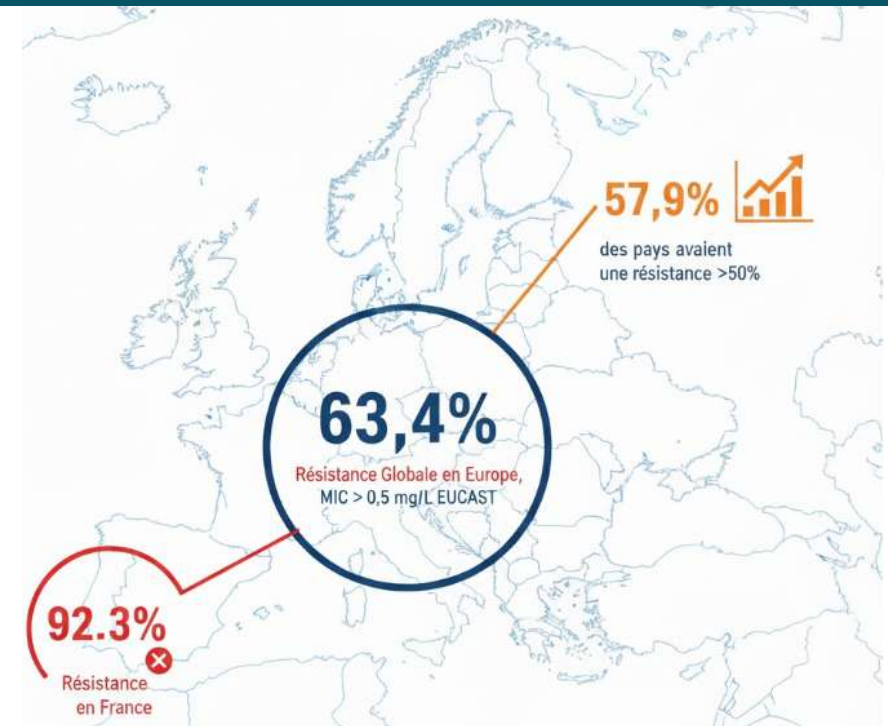 57,9%
des pays avaient
une résistance >50%
63,4%
Résistance Globale en Europe,
MIC > 0,5 mg/L EUCAST
92.3%
Résistance
en France